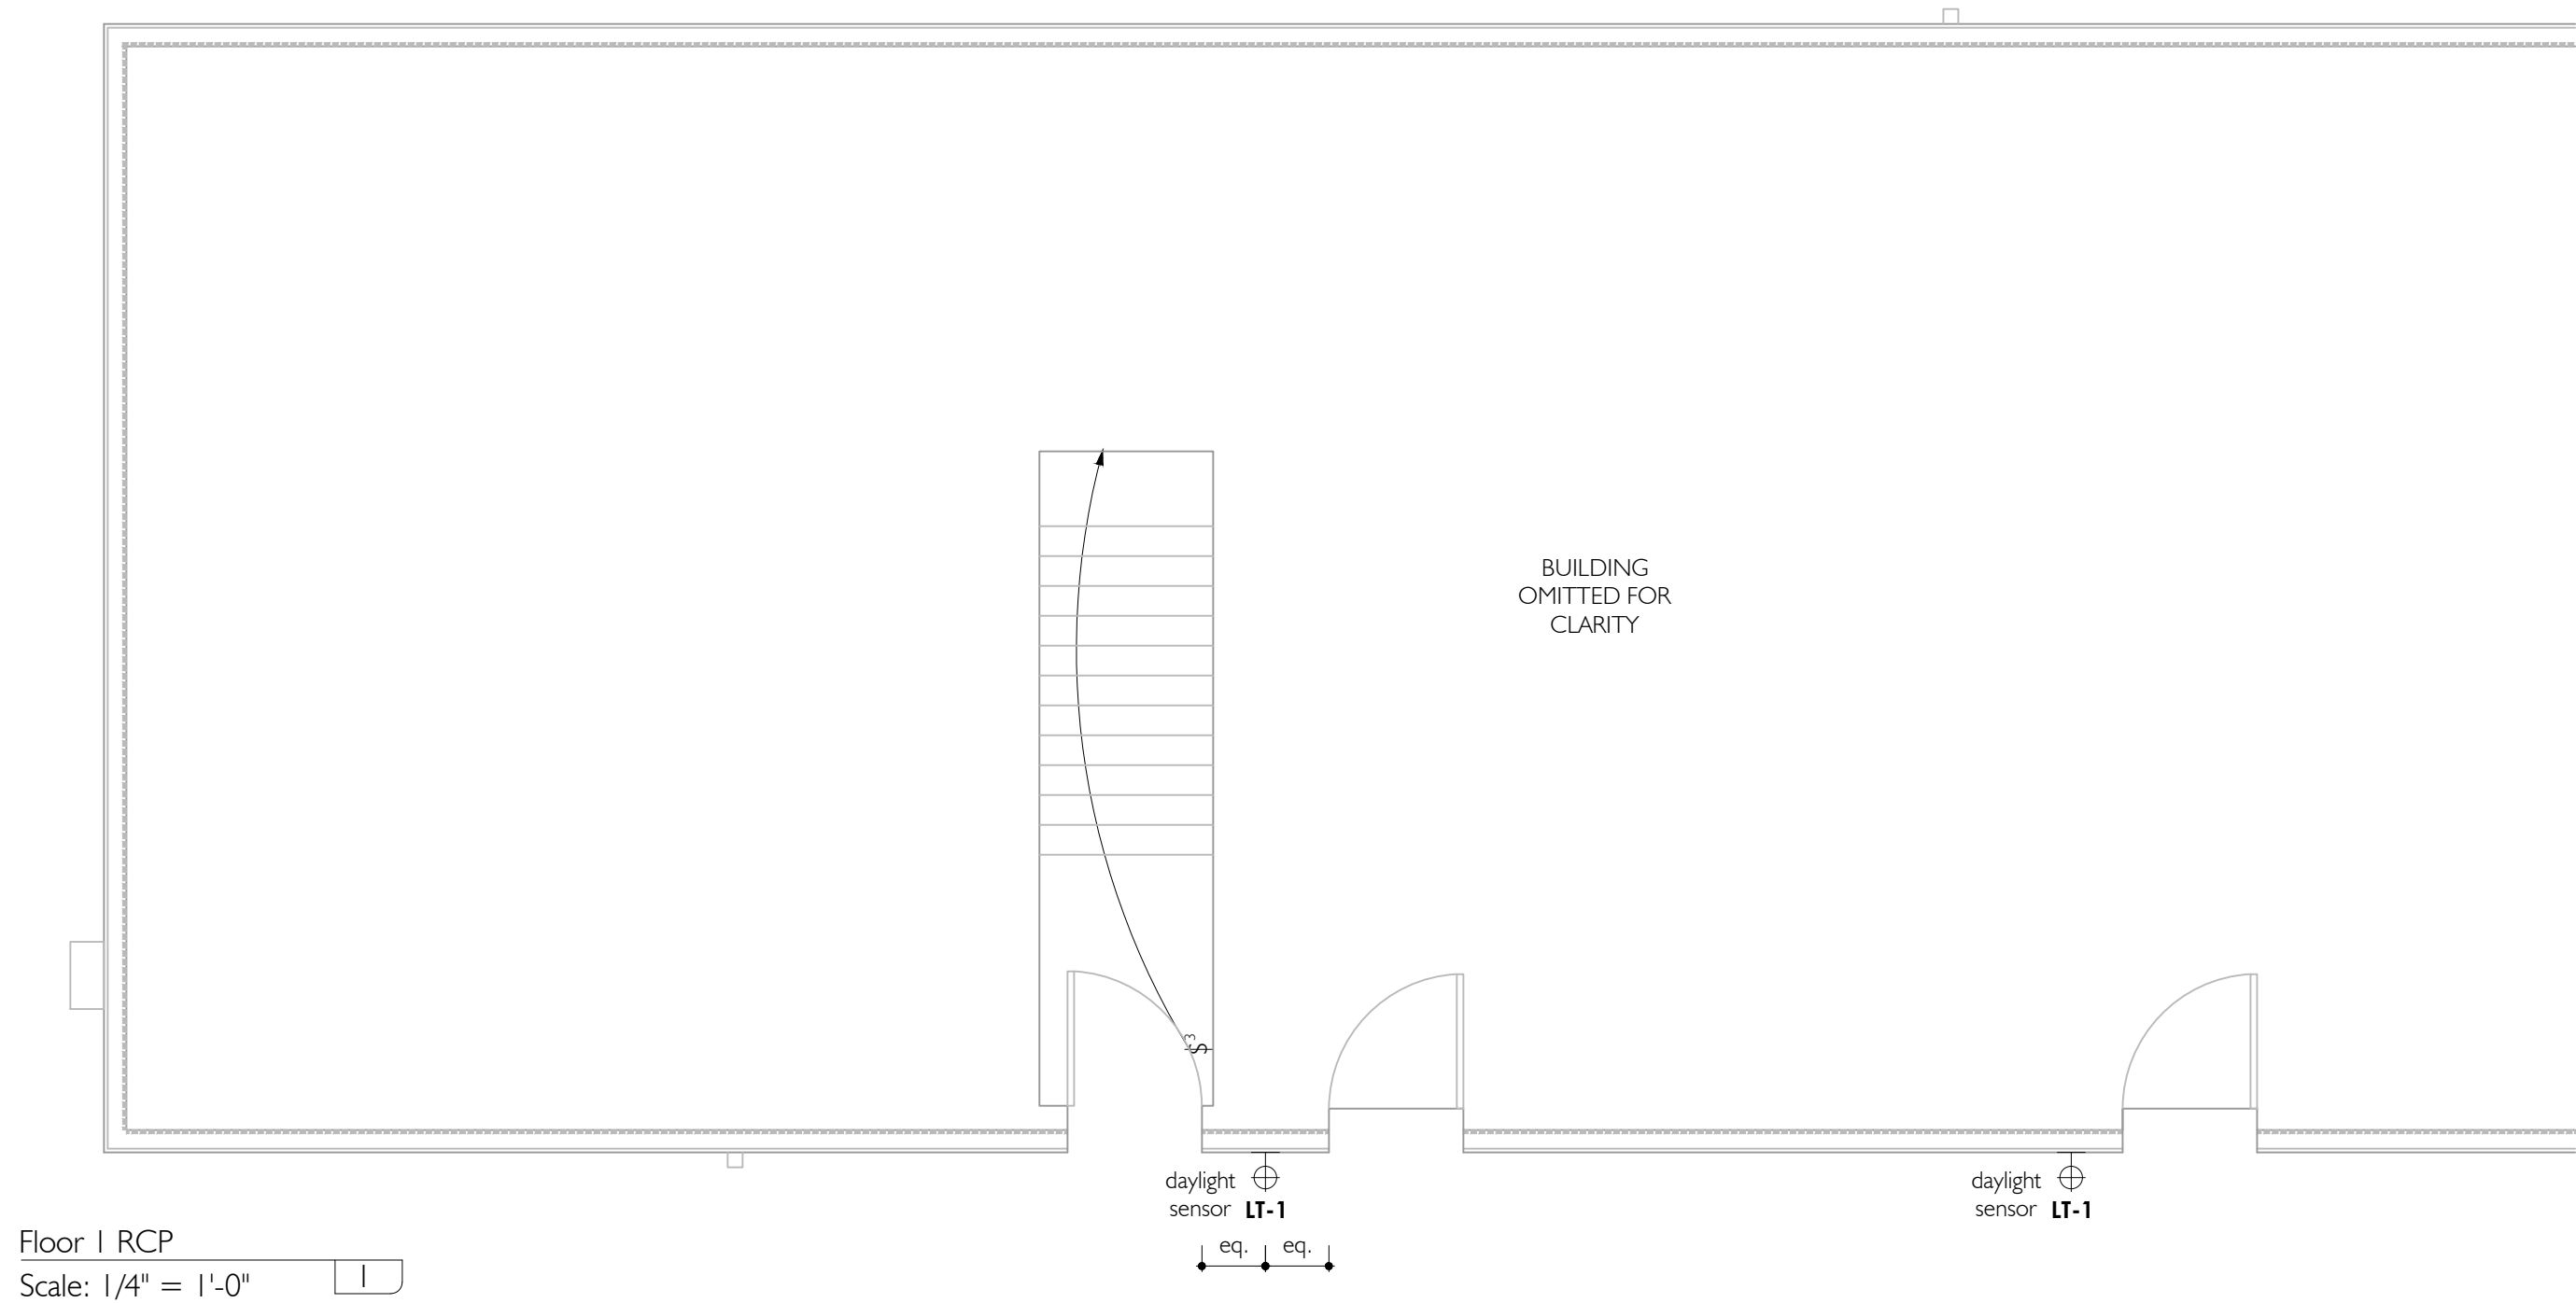 BUILDING
OMITTED FOR
CLARITY
$3
daylight
sensor LT-1
daylight
sensor LT-1
eq. eq.
Floor 1 RCP
1
Scale: 1/4" = 1'-0"